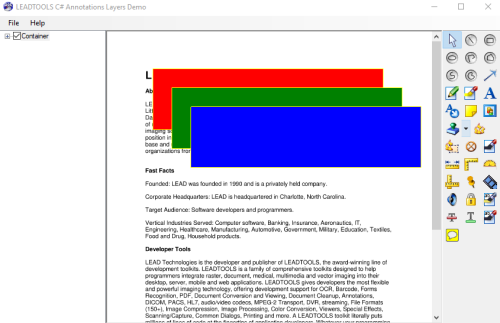 LEADTOOLS C# Annotations Layers Demo
File Help
Container
L
Ab
LE
Lit
Da
of
imaging s
position in
base and
organizations fro
Fast Facts
Founded: LEAD was founded in 1990 and is a privately held company.
Corporate Headquarters: LEAD is headquartered in Charlotte, North Carolina.
Target Audience: Software developers and programmers.
Vertical Industries Served: Computer software, Banking, Insurance, Aeronautics, IT,
Engineering, Healthcare, Manufacturing, Automotive, Government, Military, Education, Textiles,
Food and Drug, Household products.
Developer Tools
LEAD Technologies is the developer and publisher of LEADTOOLS, the award-winning line of
development toolkits. LEADTOOLS is a family of comprehensive toolkits designed to help
programmers integrate raster, document, medical, multimedia and vector imaging into their
desktop, server, mobile and web applications. LEADTOOLS gives developers the most flexible
and powerful imaging technology, offering development support for OCR, Barcode, Forms
Recognition, PDF, Document Conversion and Viewing, Document Cleanup, Annotations,
DICOM, PACS, HL7, audio/video codecs, MPEG-2 Transport, DVR, streaming, File Formats
(150+), Image Compression, Image Processing, Color Conversion, Viewers, Special Effects,
Scanning/Capture, Common Dialogs, Printing and more. A LEADTOOLS toolkit literally puts